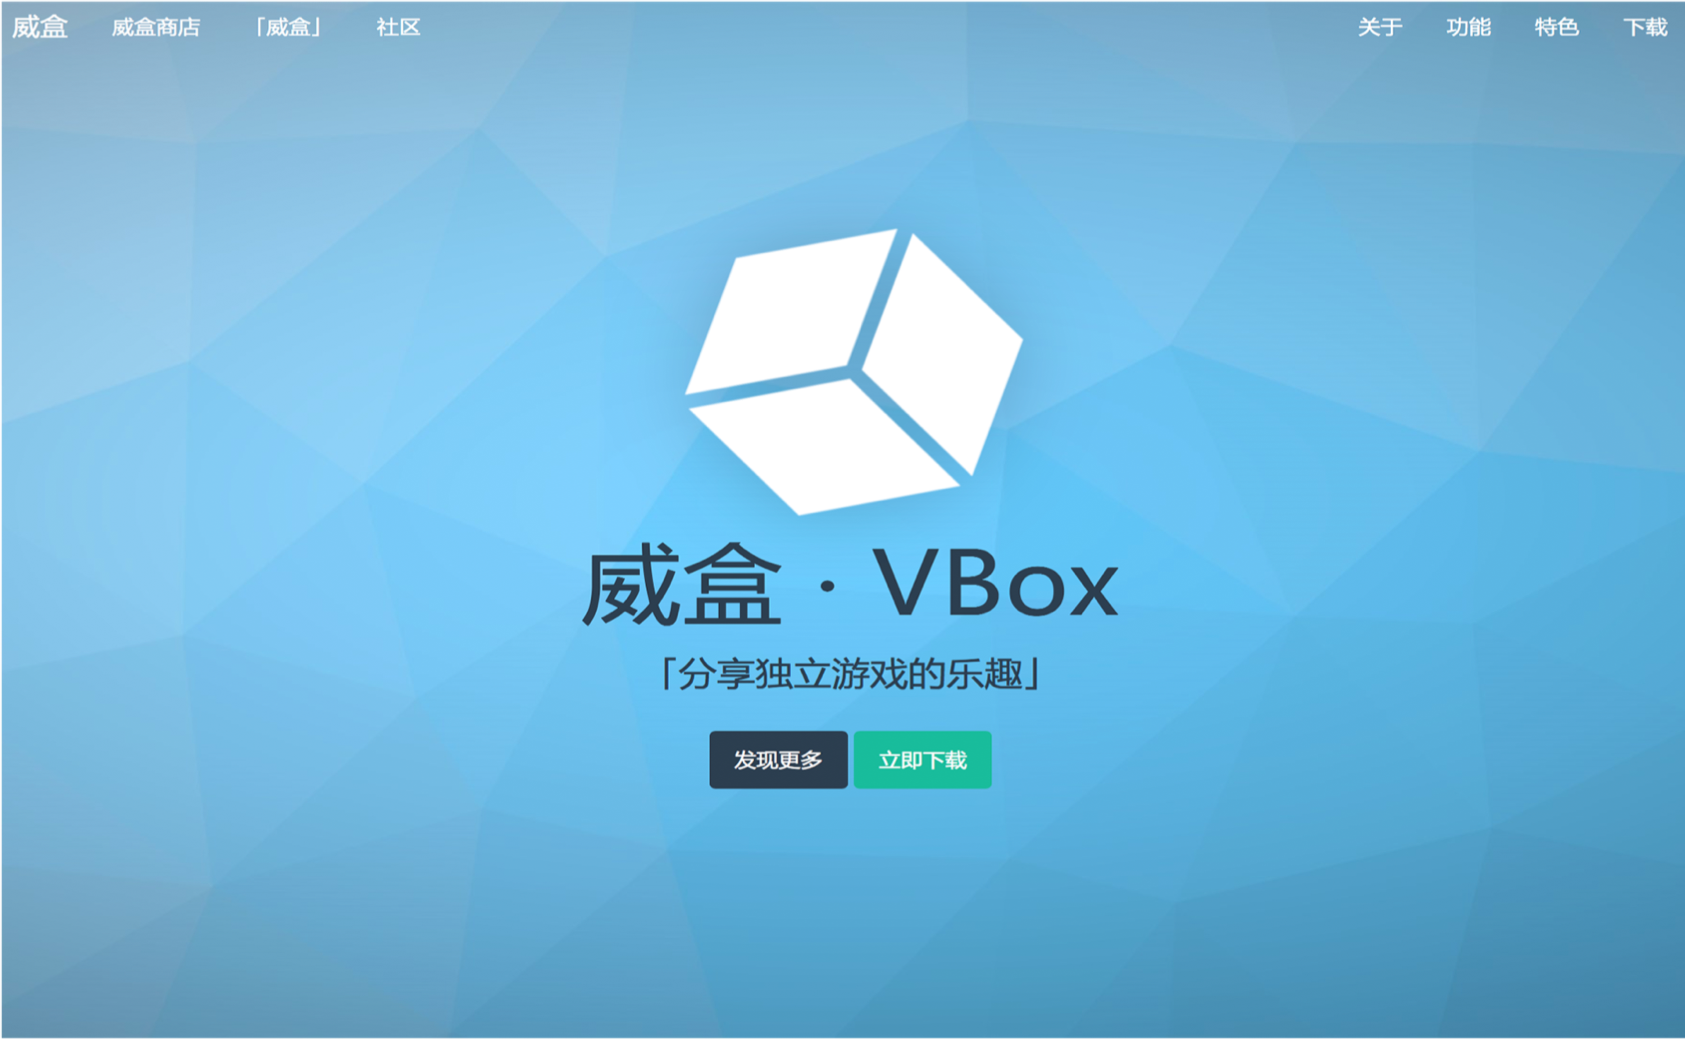 威盒 威盒商店 「威盒」 社区 关于 功能 特色 下载
威盒 · VBox
「分享独立游戏的乐趣」
发现更多 立即下载